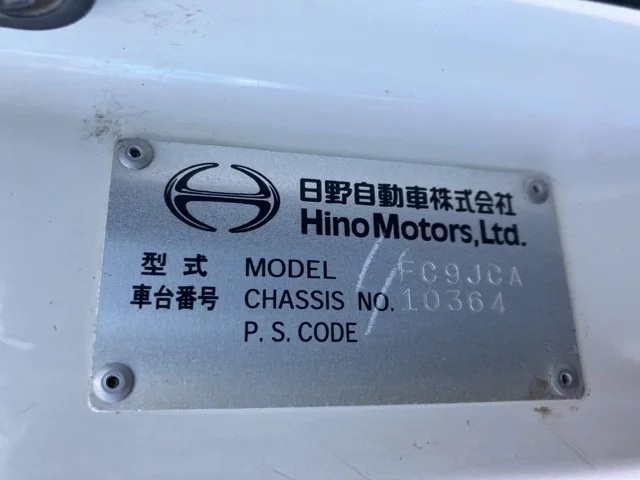 日野自動車株式会社
Hino Motors, Ltd.
型式 MODEL FC9JCA
車台番号 CHASSIS NO. 10364
P. S. CODE